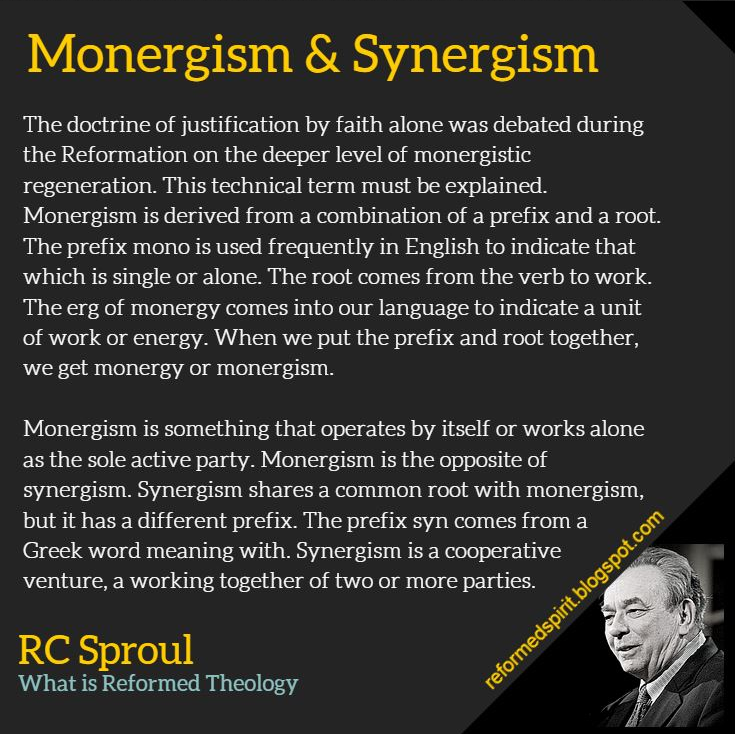 Monergism & Synergism
The doctrine of justification by faith alone was debated during
the Reformation on the deeper level of monergistic
regeneration. This technical term must be explained.
Monergism is derived from a combination of a prefix and a root.
The prefix mono is used frequently in English to indicate that
which is single or alone. The root comes from the verb to work.
The erg of monergy comes into our language to indicate a unit
of work or energy. When we put the prefix and root together,
we get monergy or monergism.
Monergism is something that operates by itself or works alone
as the sole active party. Monergism is the opposite of
synergism. Synergism shares a common root with monergism,
but it has a different prefix. The prefix syn comes from a
Greek word meaning with. Synergism is a cooperative
venture, a working together of two or more parties.
RC Sproul
What is Reformed Theology
reformedspirit.blogspot.com